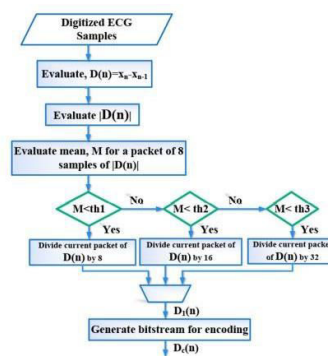 Digitized ECG
Samples
Evaluate, D(n)=xn-xn-1
Evaluate |D(n)|
Evaluate mean, M for a packet of 8
samples of |D(n)|
M<th1
No
M< th2
No
M< th3
Yes
Yes
Yes
Divide current packet of
D(n) by 8
Divide current packet of
D(n) by 16
Divide current packet
of D(n) by 32
D1(n)
Generate bitstream for encoding
Dc(n)